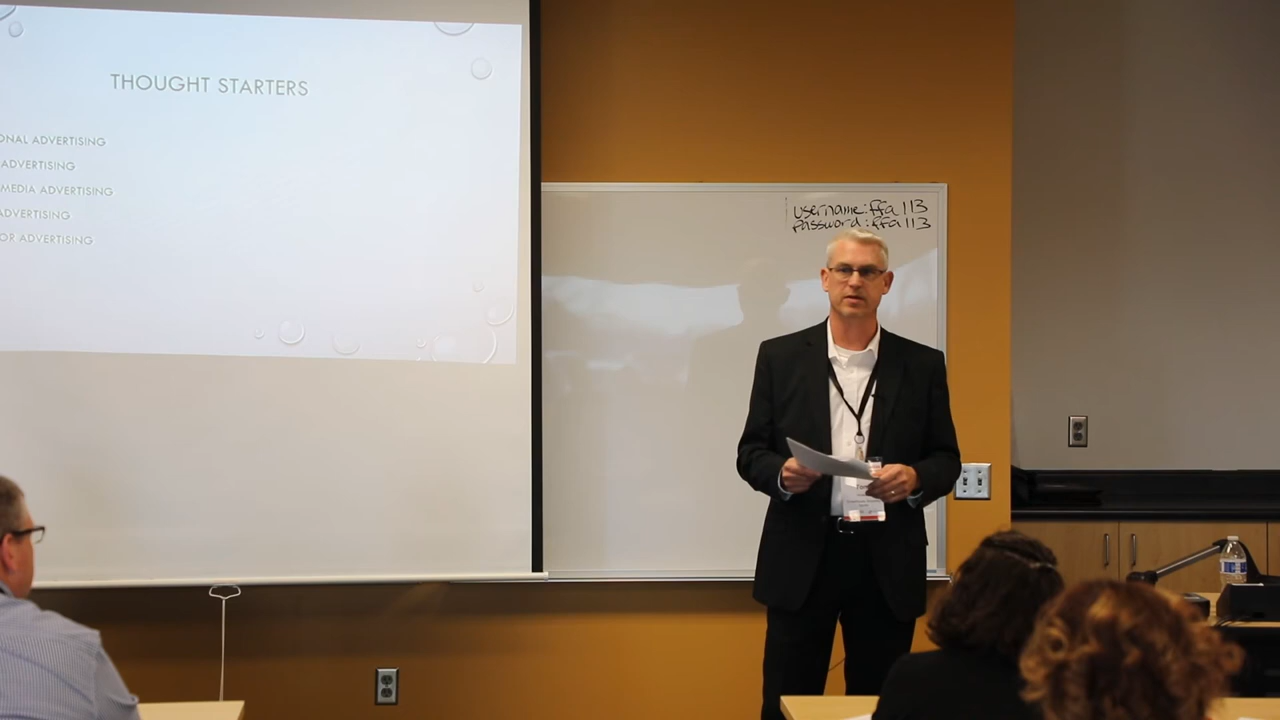 THOUGHT STARTERS
ONAL ADVERTISING
ADVERTISING
MEDIA ADVERTISING
ADVERTISING
OR ADVERTISING
username: ffa113
password: ffa113